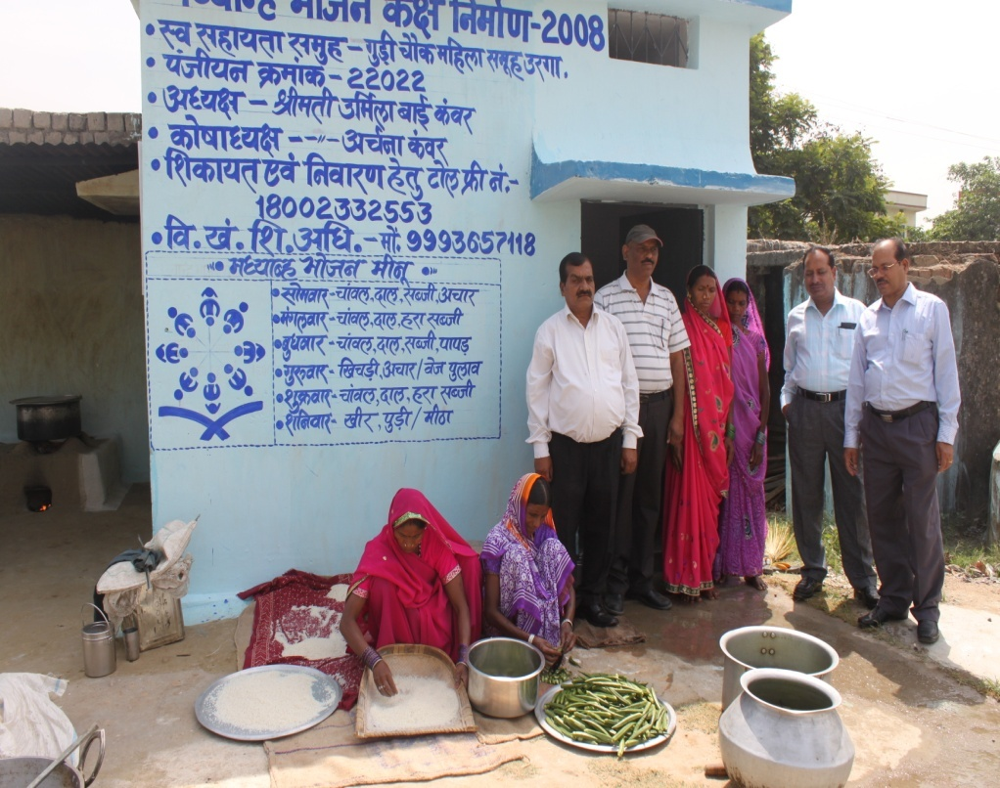 मध्यान्ह भोजन कक्ष निर्माण-2008
• स्व सहायता समुह - गुड़ी चौक महिला समूह उरगा.
• पंजीयन क्रमांक - 22022
• अध्यक्ष - श्रीमती उर्मिला बाई कंवर
• कोषाध्यक्ष ---"--- अर्चना कंवर
• शिकायत एवं निवारण हेतु टोल फ्री नं:-
18002332553
• वि.खं.शि.अधि.- मो. 9993657118
मध्यान्ह भोजन मीनू
• सोमवार - चांवल, दाल, सब्जी, अचार
• मंगलवार - चांवल, दाल, हरा सब्जी
• बुधवार - चांवल, दाल, सब्जी, पापड़
• गुरुवार - खिचड़ी, अचार / वेज पुलाव
• शुक्रवार - चांवल, दाल, हरा सब्जी
• शनिवार - खीर, पुड़ी / मीठा